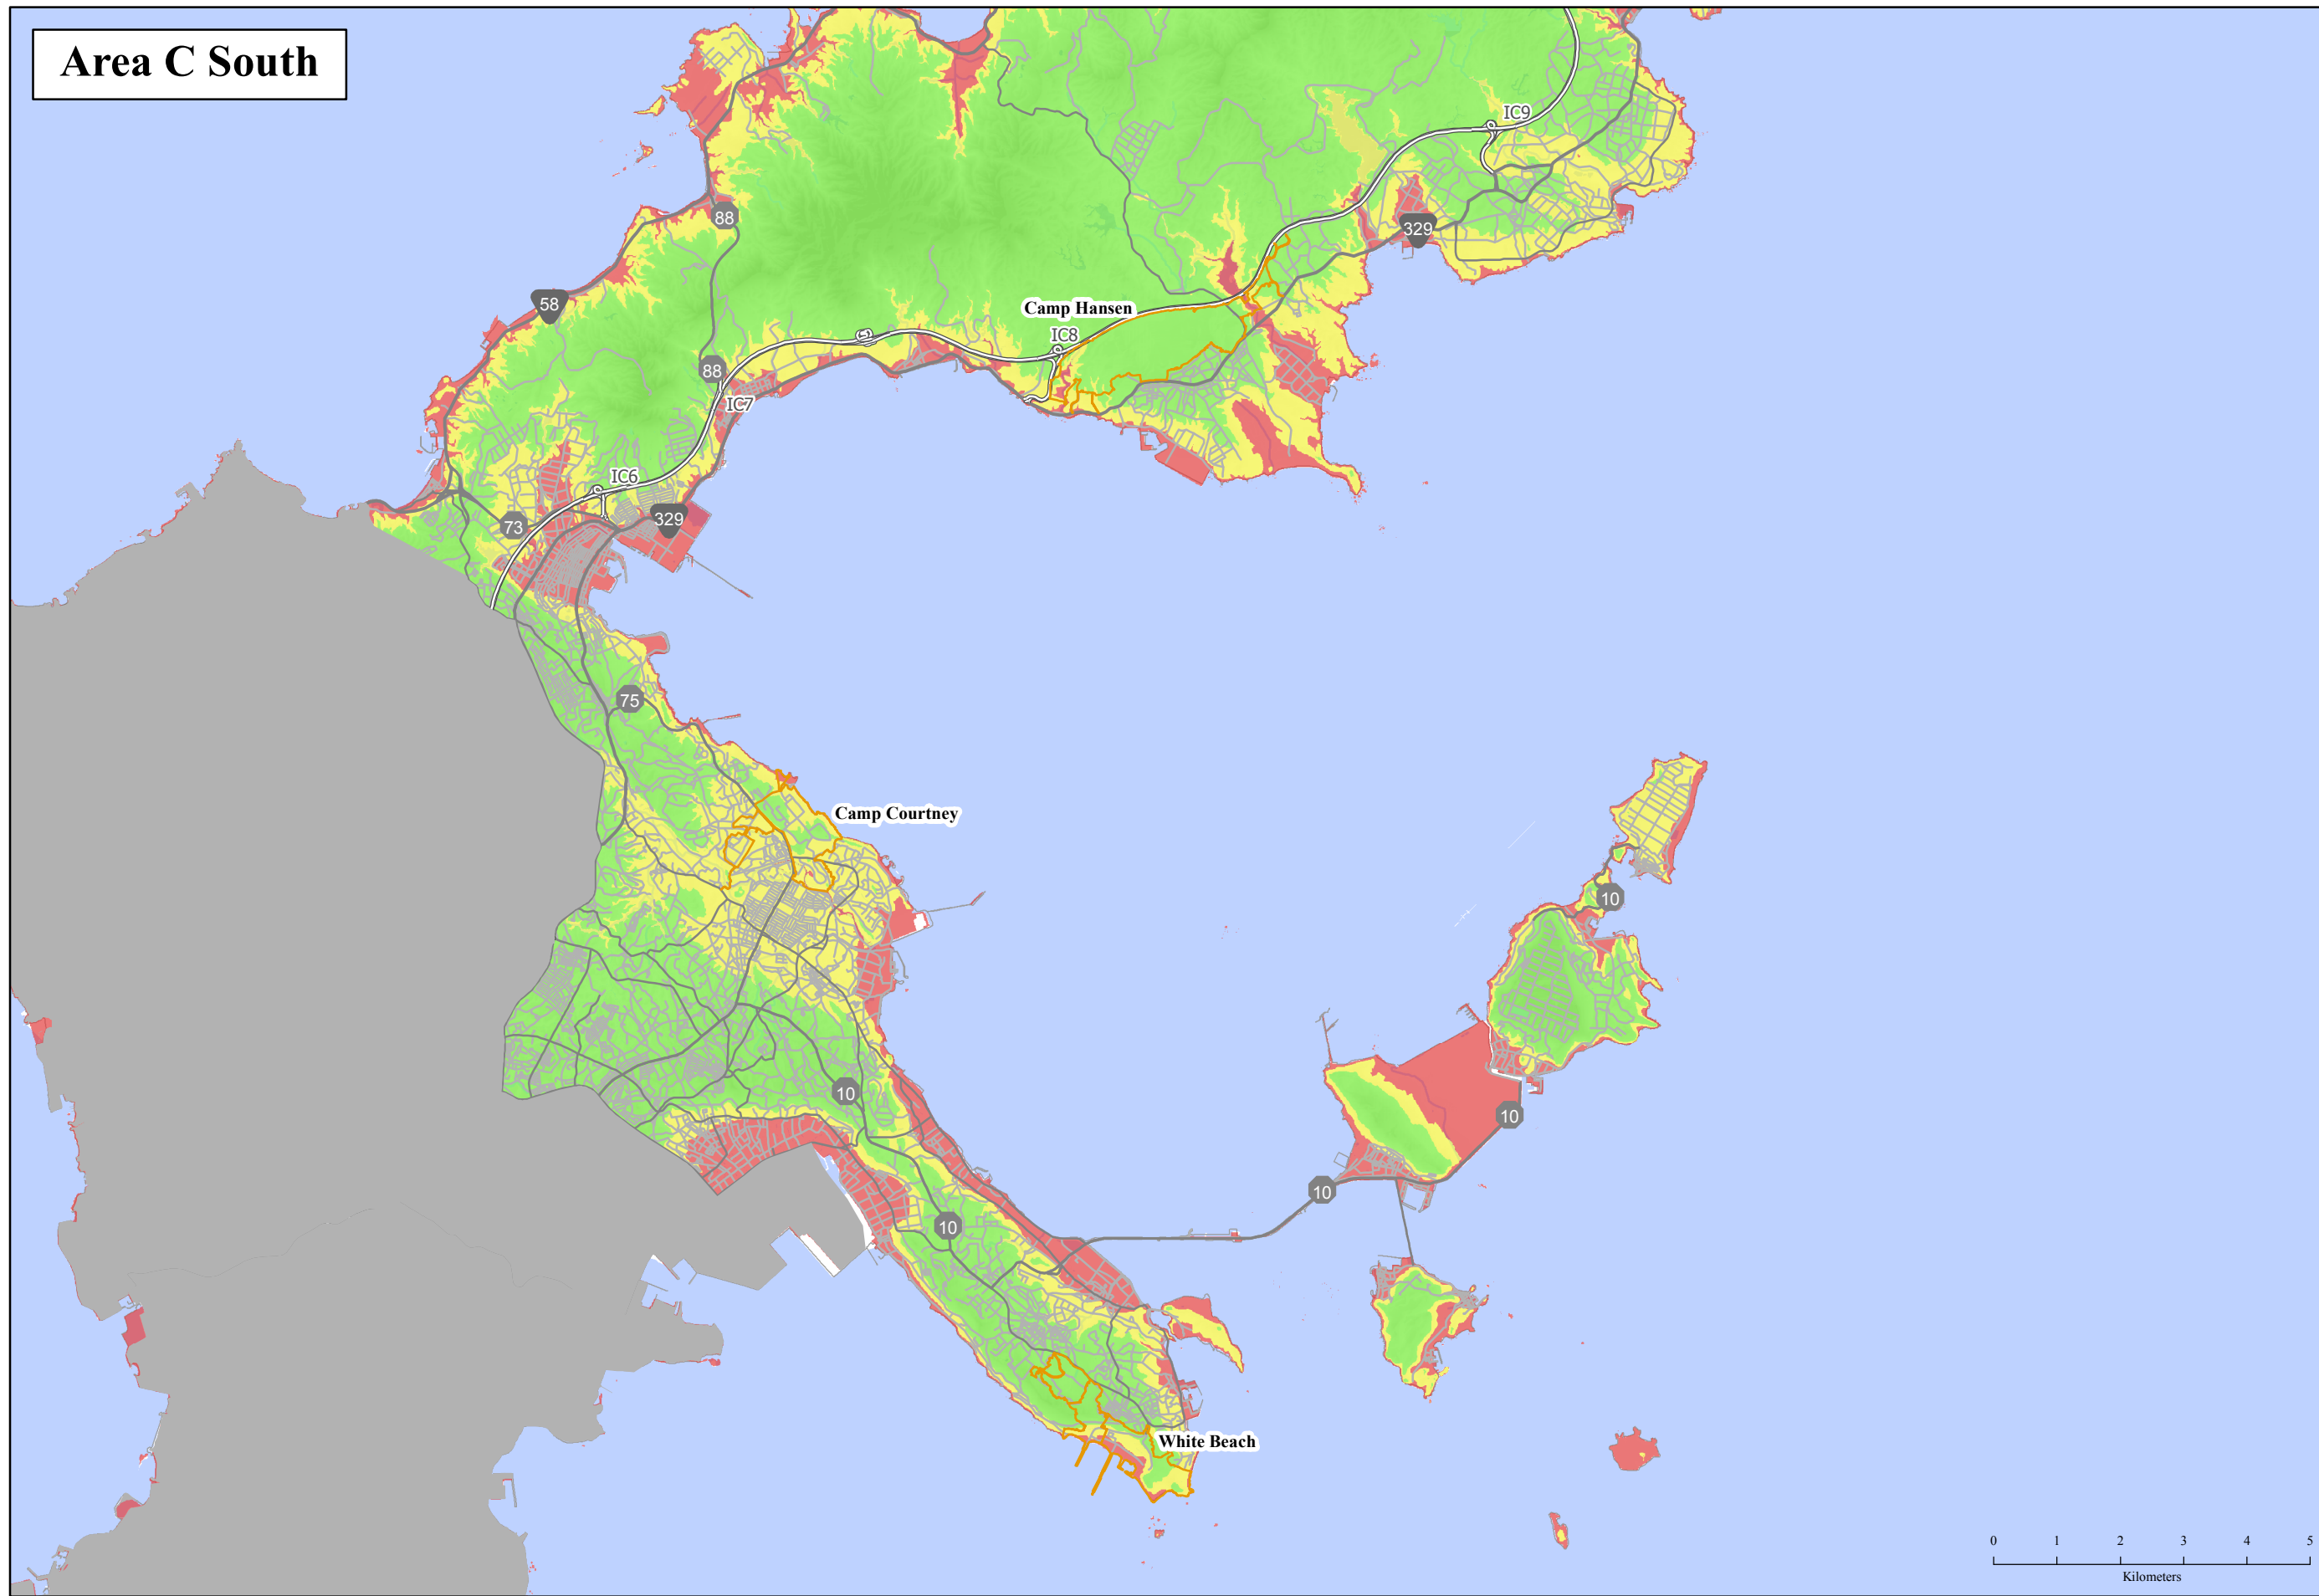 Area C South
IC9
88
329
58
Camp Hansen
IC8
88
IC7
IC6
329
73
75
Camp Courtney
10
10
10
10
10
White Beach
0 1 2 3 4 5
Kilometers